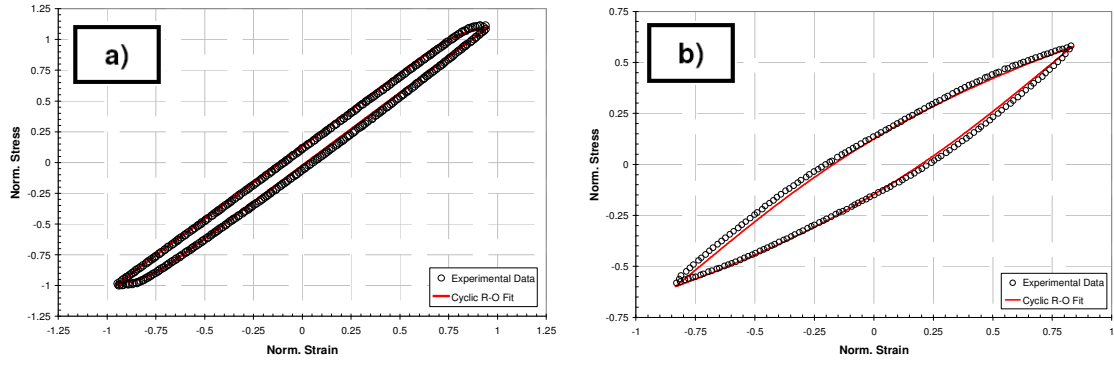 a)
1.25
1
0.75
0.5
0.25
0
-0.25
-0.5
-0.75
-1
-1.25
Norm. Stress
-1.25 -1 -0.75 -0.5 -0.25 0 0.25 0.5 0.75 1 1.25
Norm. Strain
Experimental Data
Cyclic R-O Fit
b)
0.75
0.5
0.25
0
-0.25
-0.5
-0.75
Norm. Stress
-1 -0.75 -0.5 -0.25 0 0.25 0.5 0.75 1
Norm. Strain
Experimental Data
Cyclic R-O Fit